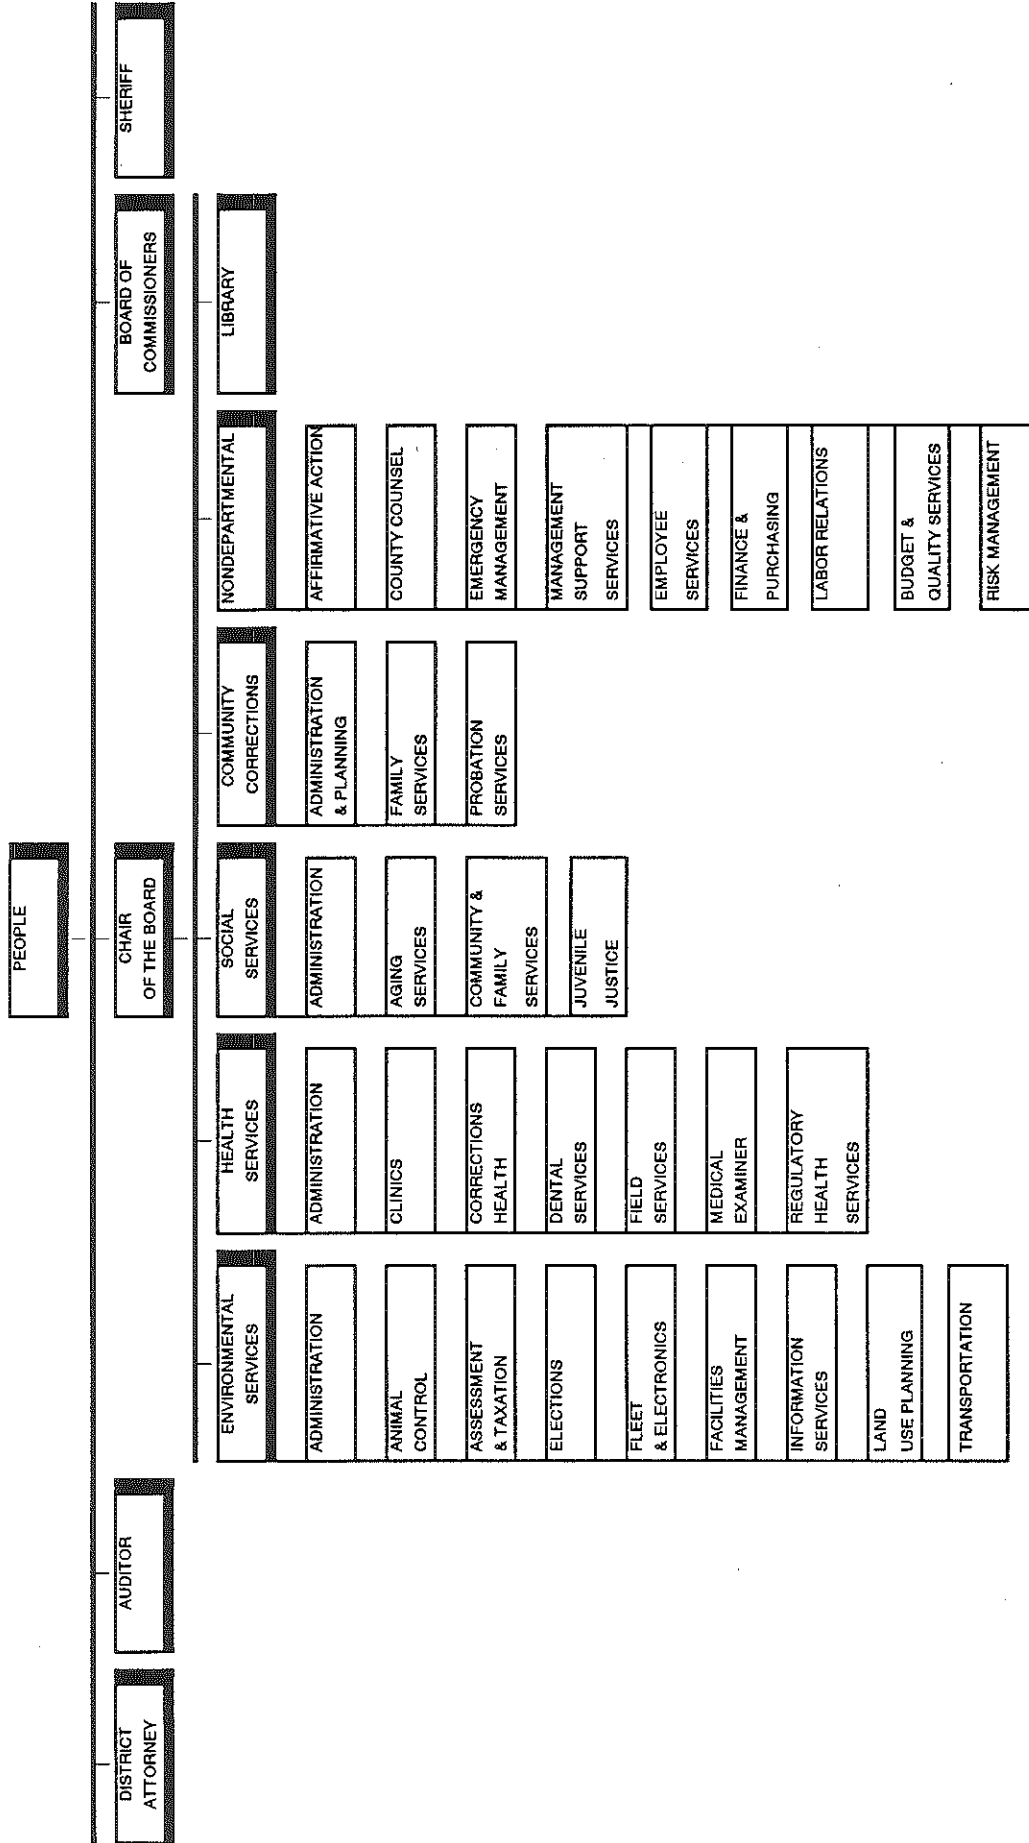 PEOPLE
DISTRICT
ATTORNEY
AUDITOR
CHAIR
OF THE BOARD
BOARD OF
COMMISSIONERS
SHERIFF
ENVIRONMENTAL
SERVICES
ADMINISTRATION
ANIMAL
CONTROL
ASSESSMENT
& TAXATION
ELECTIONS
FLEET
& ELECTRONICS
FACILITIES
MANAGEMENT
INFORMATION
SERVICES
LAND
USE PLANNING
TRANSPORTATION
HEALTH
SERVICES
ADMINISTRATION
CLINICS
CORRECTIONS
HEALTH
DENTAL
SERVICES
FIELD
SERVICES
MEDICAL
EXAMINER
REGULATORY
HEALTH
SERVICES
SOCIAL
SERVICES
ADMINISTRATION
AGING
SERVICES
COMMUNITY &
FAMILY
SERVICES
JUVENILE
JUSTICE
COMMUNITY
CORRECTIONS
ADMINISTRATION
& PLANNING
FAMILY
SERVICES
PROBATION
SERVICES
NONDEPARTMENTAL
AFFIRMATIVE ACTION
COUNTY COUNSEL
EMERGENCY
MANAGEMENT
MANAGEMENT
SUPPORT
SERVICES
EMPLOYEE
SERVICES
FINANCE &
PURCHASING
LABOR RELATIONS
BUDGET &
QUALITY SERVICES
RISK MANAGEMENT
LIBRARY